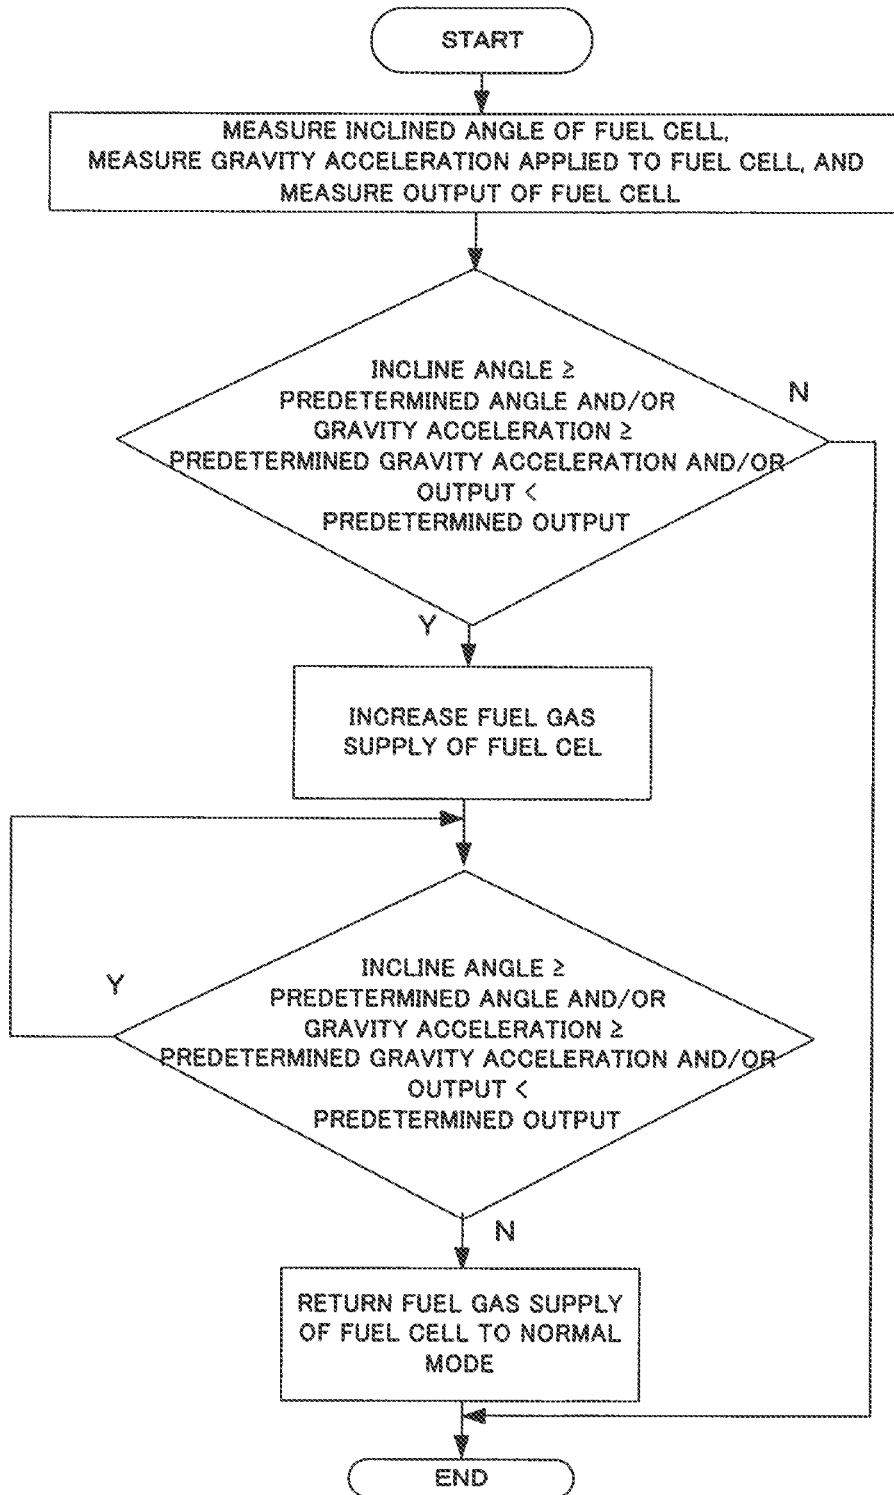 START
MEASURE INCLINED ANGLE OF FUEL CELL,
MEASURE GRAVITY ACCELERATION APPLIED TO FUEL CELL, AND
MEASURE OUTPUT OF FUEL CELL
INCLINE ANGLE ≥
PREDETERMINED ANGLE AND/OR
GRAVITY ACCELERATION ≥
PREDETERMINED GRAVITY ACCELERATION AND/OR
OUTPUT <
PREDETERMINED OUTPUT
N
Y
INCREASE FUEL GAS
SUPPLY OF FUEL CEL
INCLINE ANGLE ≥
PREDETERMINED ANGLE AND/OR
GRAVITY ACCELERATION ≥
PREDETERMINED GRAVITY ACCELERATION AND/OR
OUTPUT <
PREDETERMINED OUTPUT
Y
N
RETURN FUEL GAS SUPPLY
OF FUEL CELL TO NORMAL
MODE
END